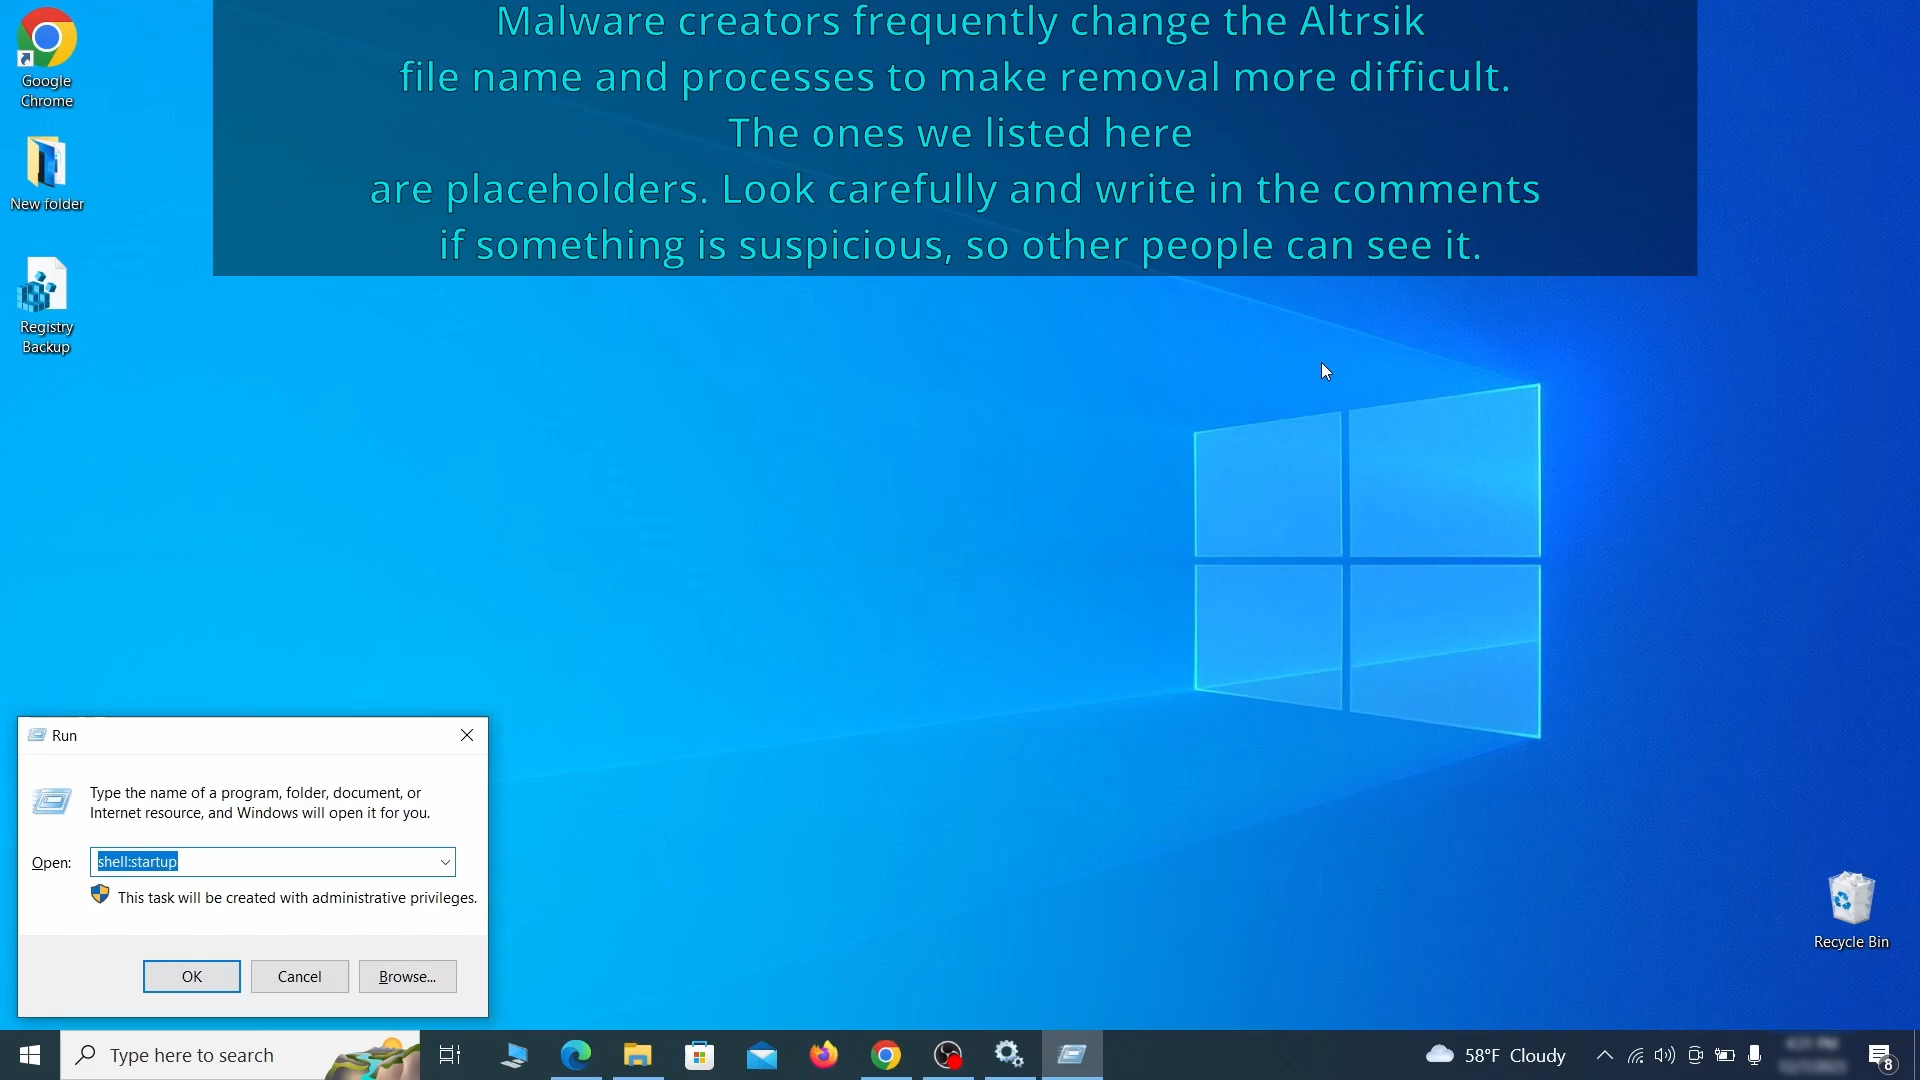 Malware creators frequently change the Altrsik
file name and processes to make removal more difficult.
The ones we listed here
are placeholders. Look carefully and write in the comments
if something is suspicious, so other people can see it.
Google
Chrome
New folder
Registry
Backup
Run
Type the name of a program, folder, document, or
Internet resource, and Windows will open it for you.
Open:
shell:startup
This task will be created with administrative privileges.
OK
Cancel
Browse...
Recycle Bin
Type here to search
58°F Cloudy
8